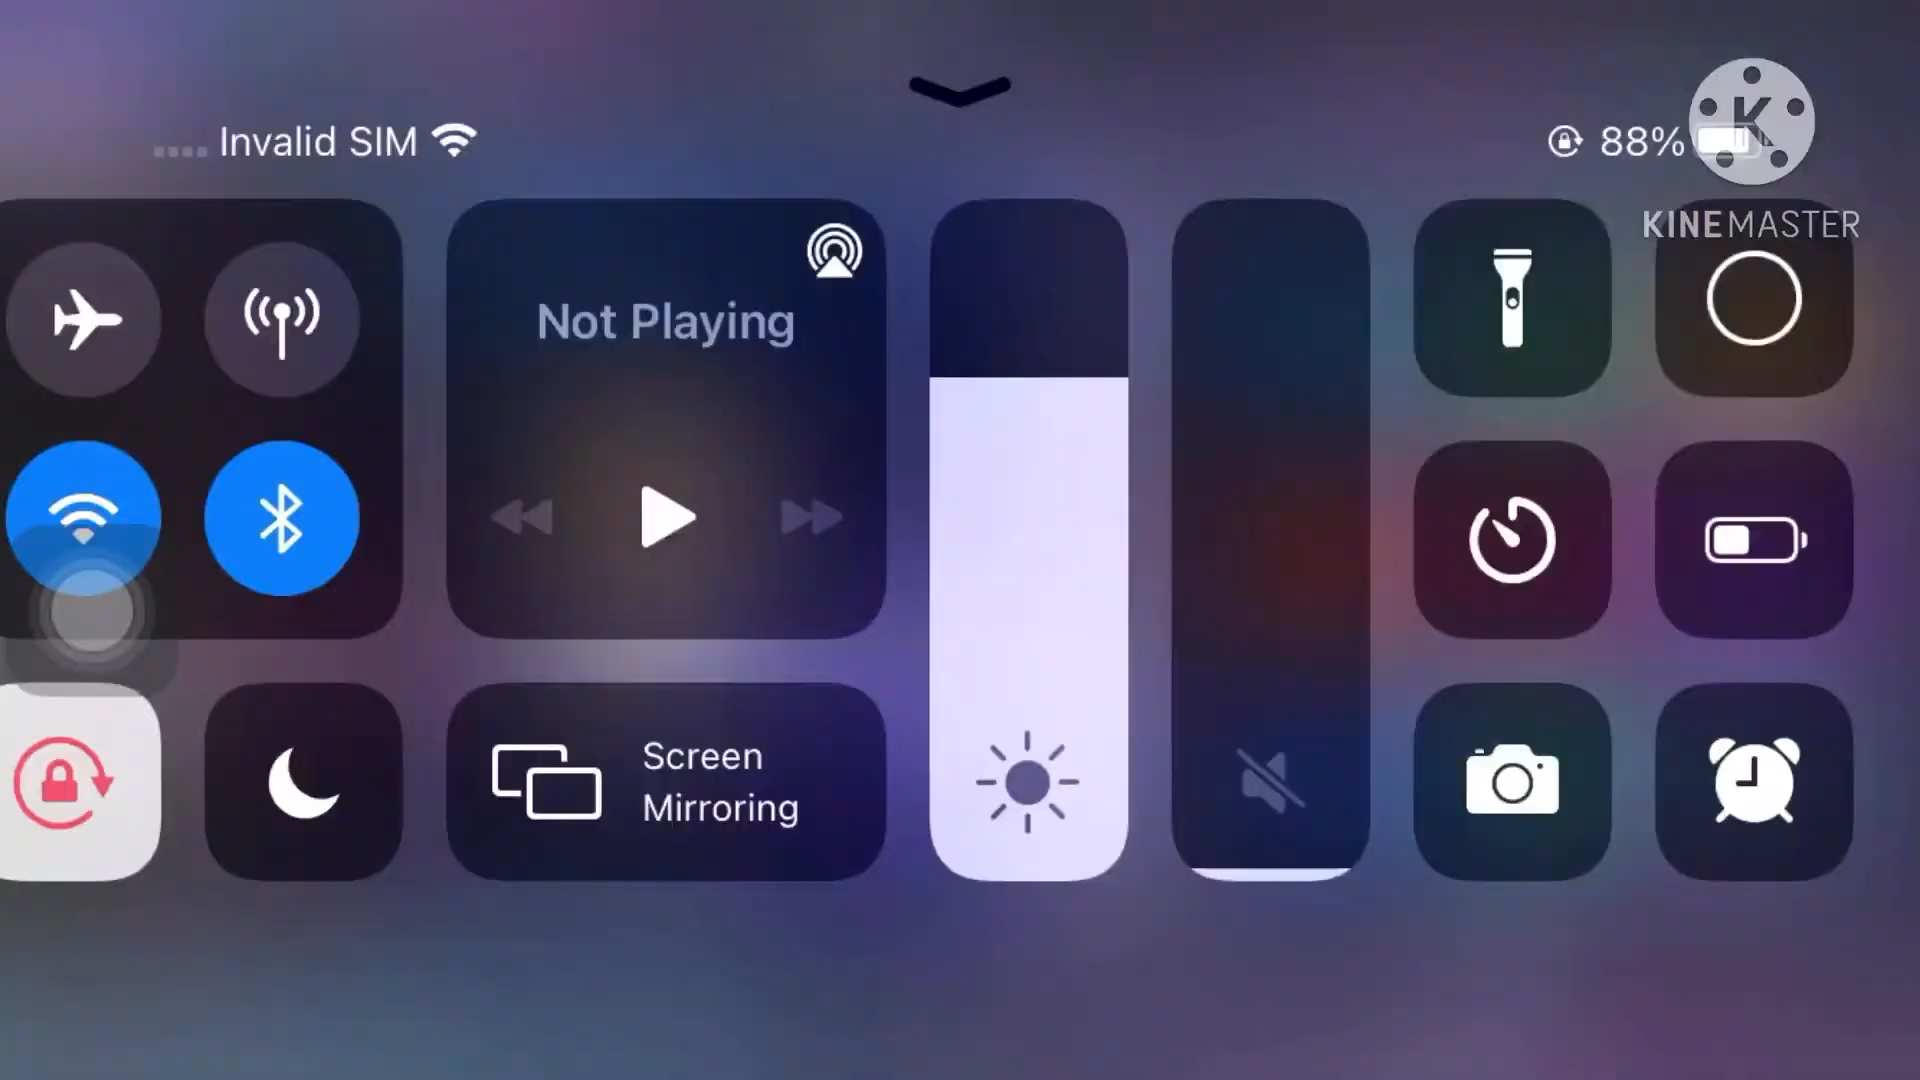 Invalid SIM
88%
KINEMASTER
Not Playing
Screen
Mirroring